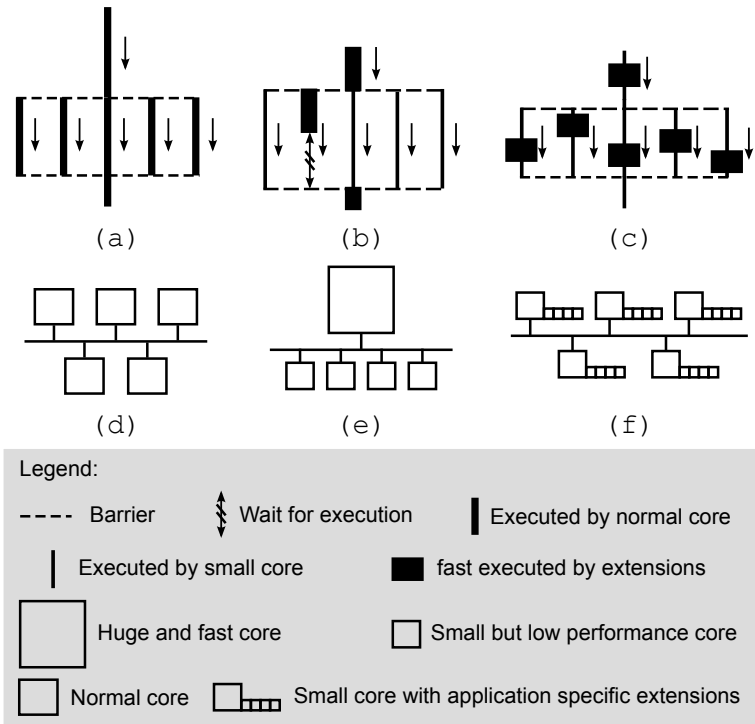 (a)
(b)
(c)
(d)
(e)
(f)
Legend:
Barrier
Wait for execution
Executed by normal core
Executed by small core
fast executed by extensions
Huge and fast core
Small but low performance core
Normal core
Small core with application specific extensions